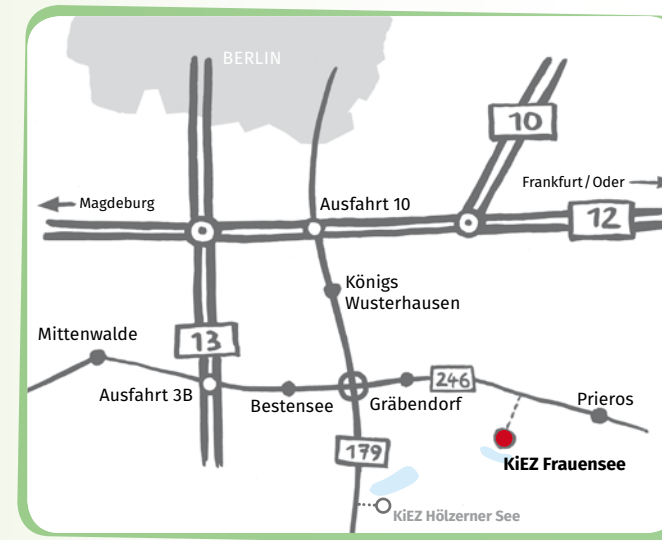 BERLIN
10
Frankfurt/Oder
Magdeburg
Ausfahrt 10
12
Königs
Wusterhausen
13
Mittenwalde
Ausfahrt 3B
Bestensee
Gräbendorf
246
Prieros
179
KiEZ Frauensee
KiEZ Hölzerner See